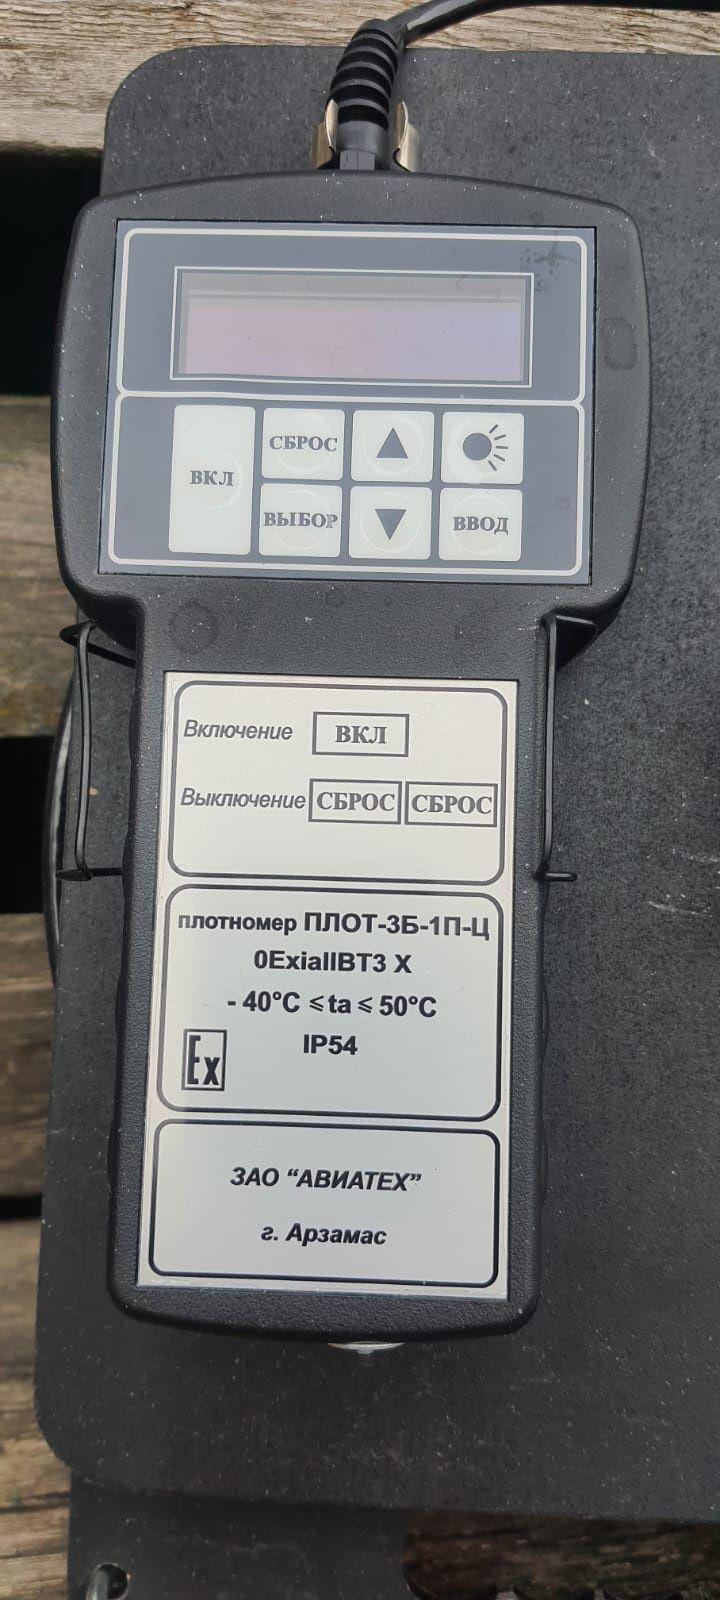 ВКЛ
СБРОС
ВЫБОР
ВВОД
Включение ВКЛ
Выключение СБРОС СБРОС
плотномер ПЛОТ-3Б-1П-Ц
0ExiaIIBT3 X
- 40°C ⩽ta⩽ 50°C
IP54
Ex
ЗАО “АВИАТЕХ”
г. Арзамас